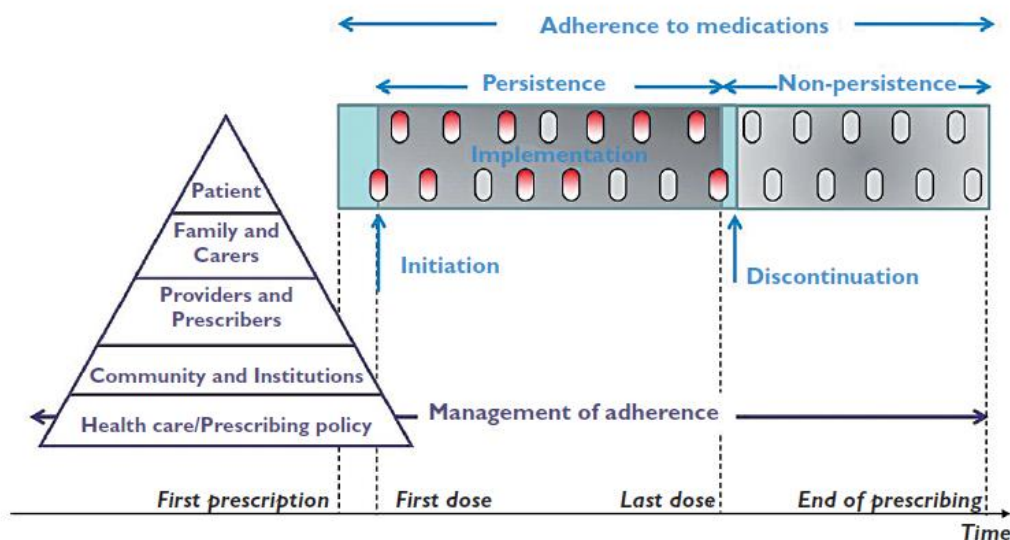 Adherence to medications
Persistence
Non-persistence
Implementation
Patient
Family and
Carers
Providers and
Prescribers
Community and Institutions
Health care/Prescribing policy
Initiation
Discontinuation
Management of adherence
First prescription
First dose
Last dose
End of prescribing
Time